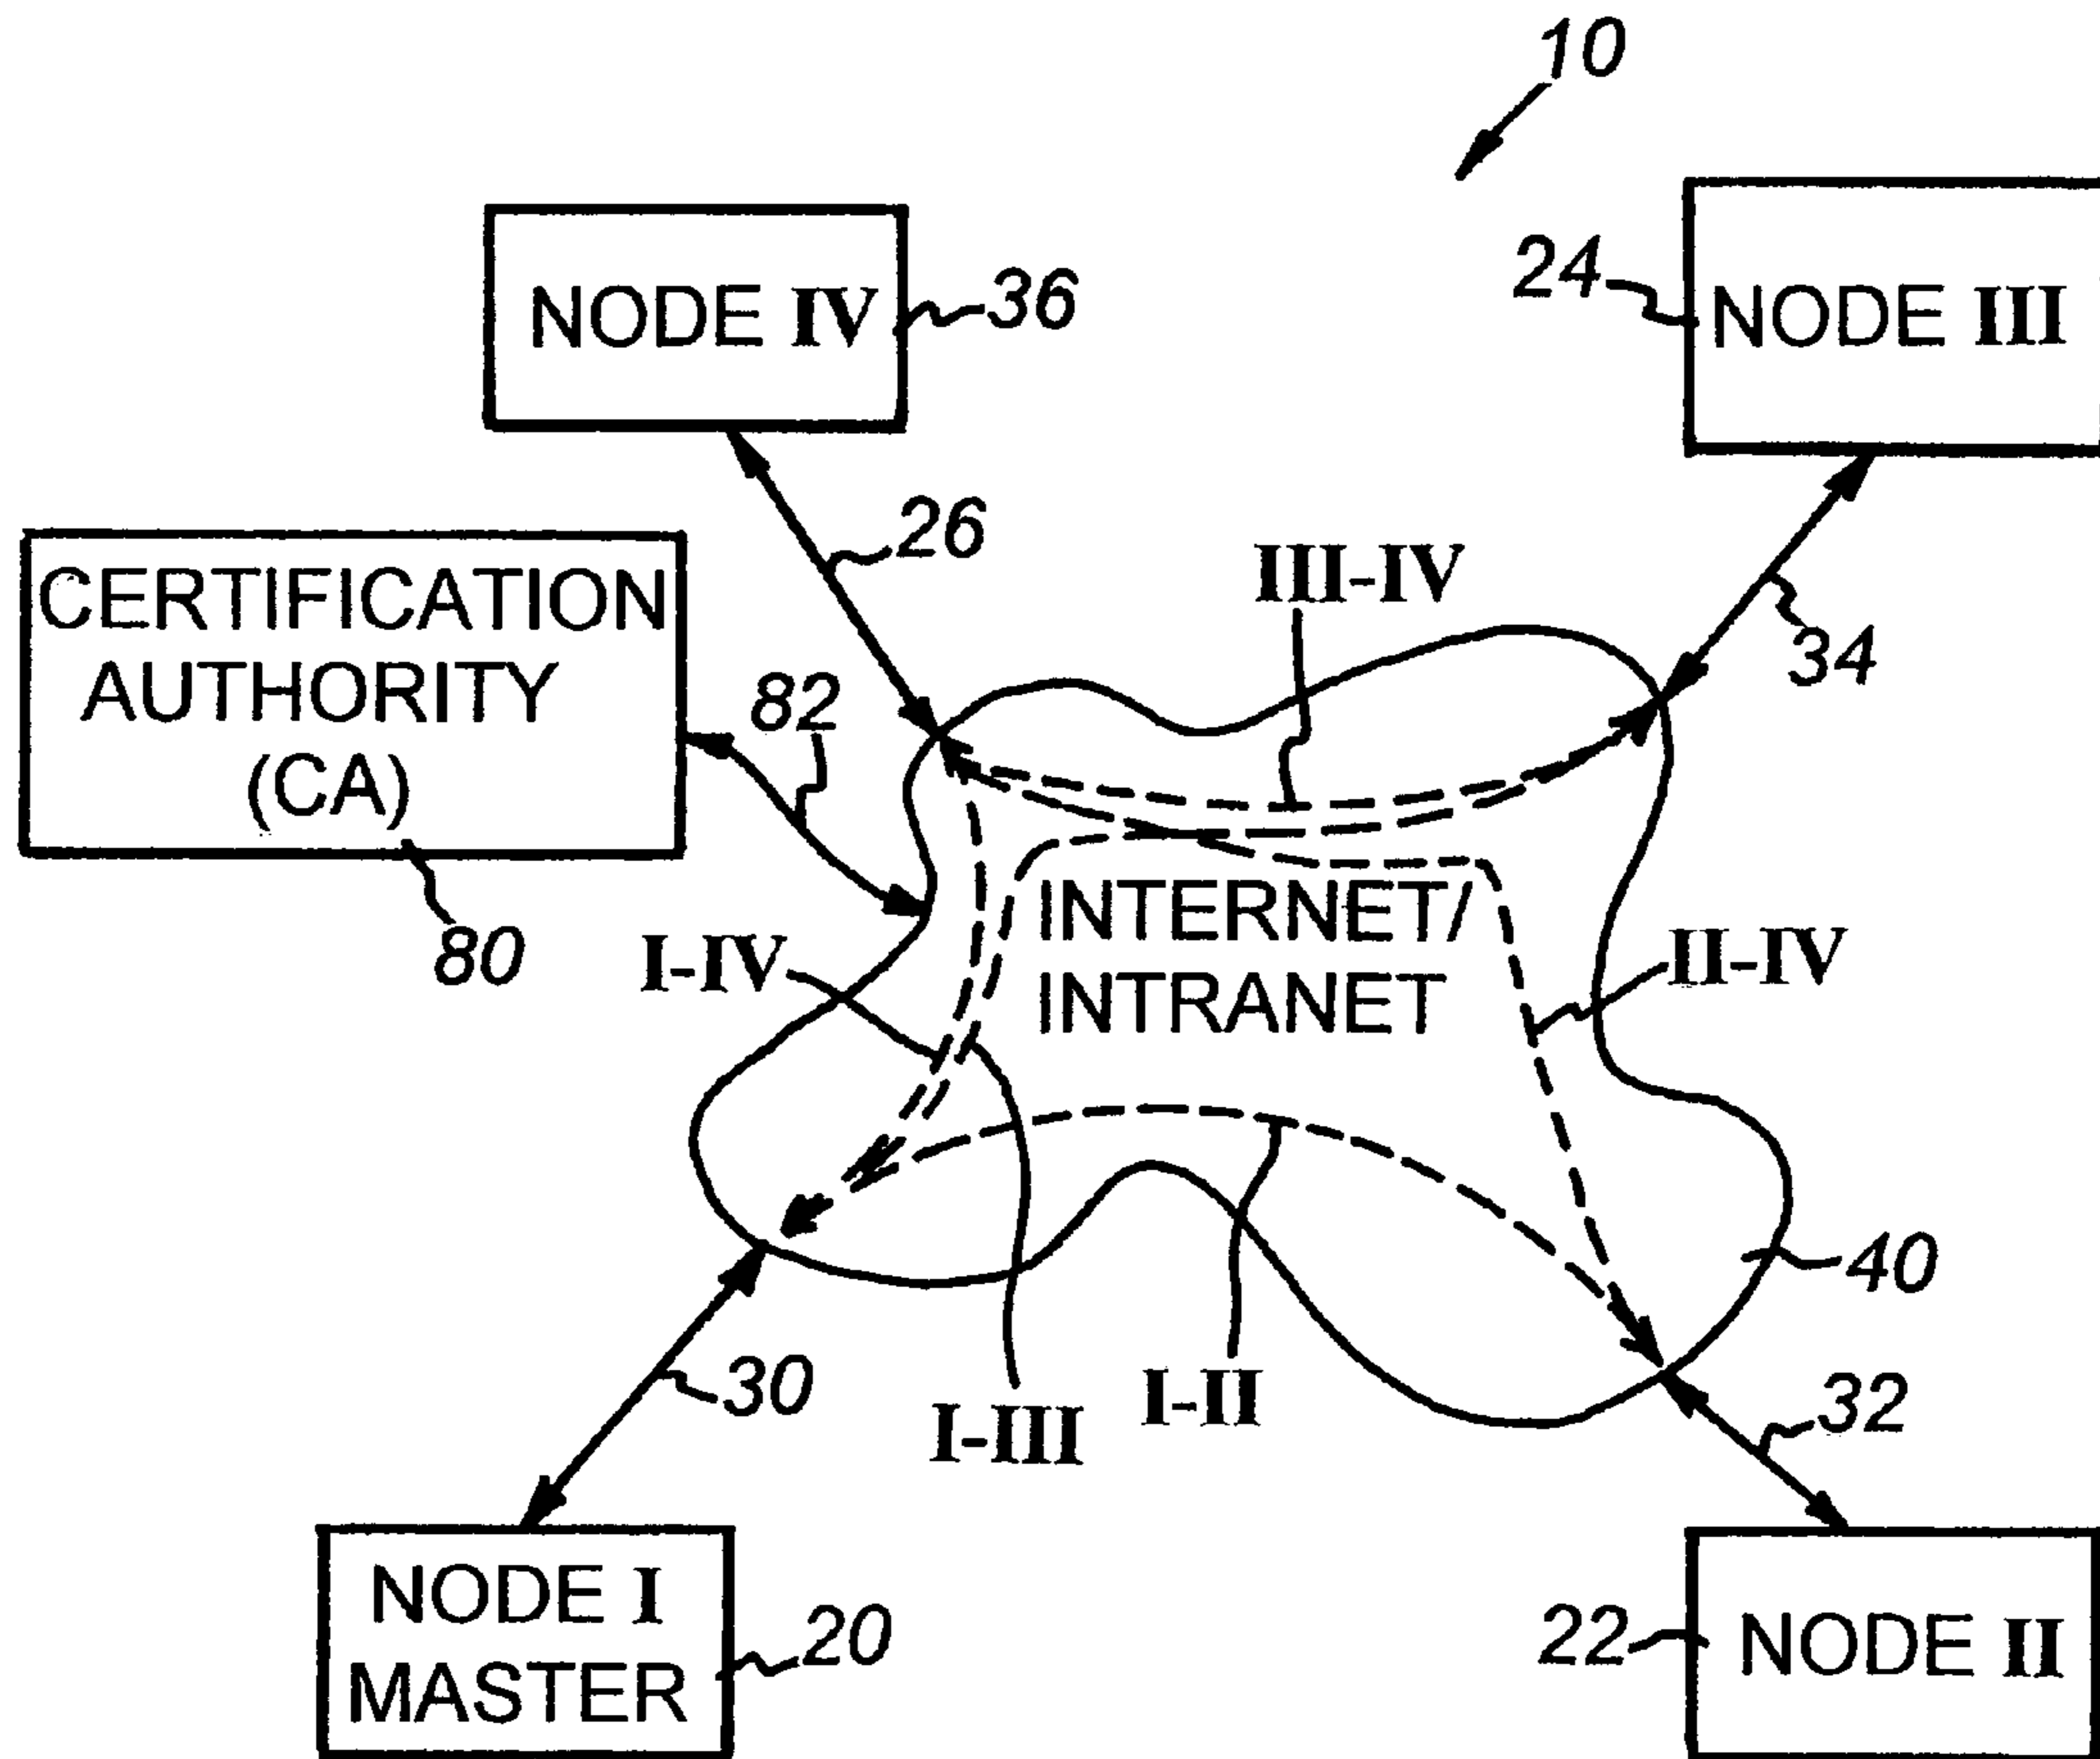 10
NODE IV
36
24
NODE III
26
CERTIFICATION
AUTHORITY
(CA)
80
82
III-IV
34
INTERNET/
INTRANET
I-IV
II-IV
40
30
I-III
I-II
32
NODE I
MASTER
20
22
NODE II